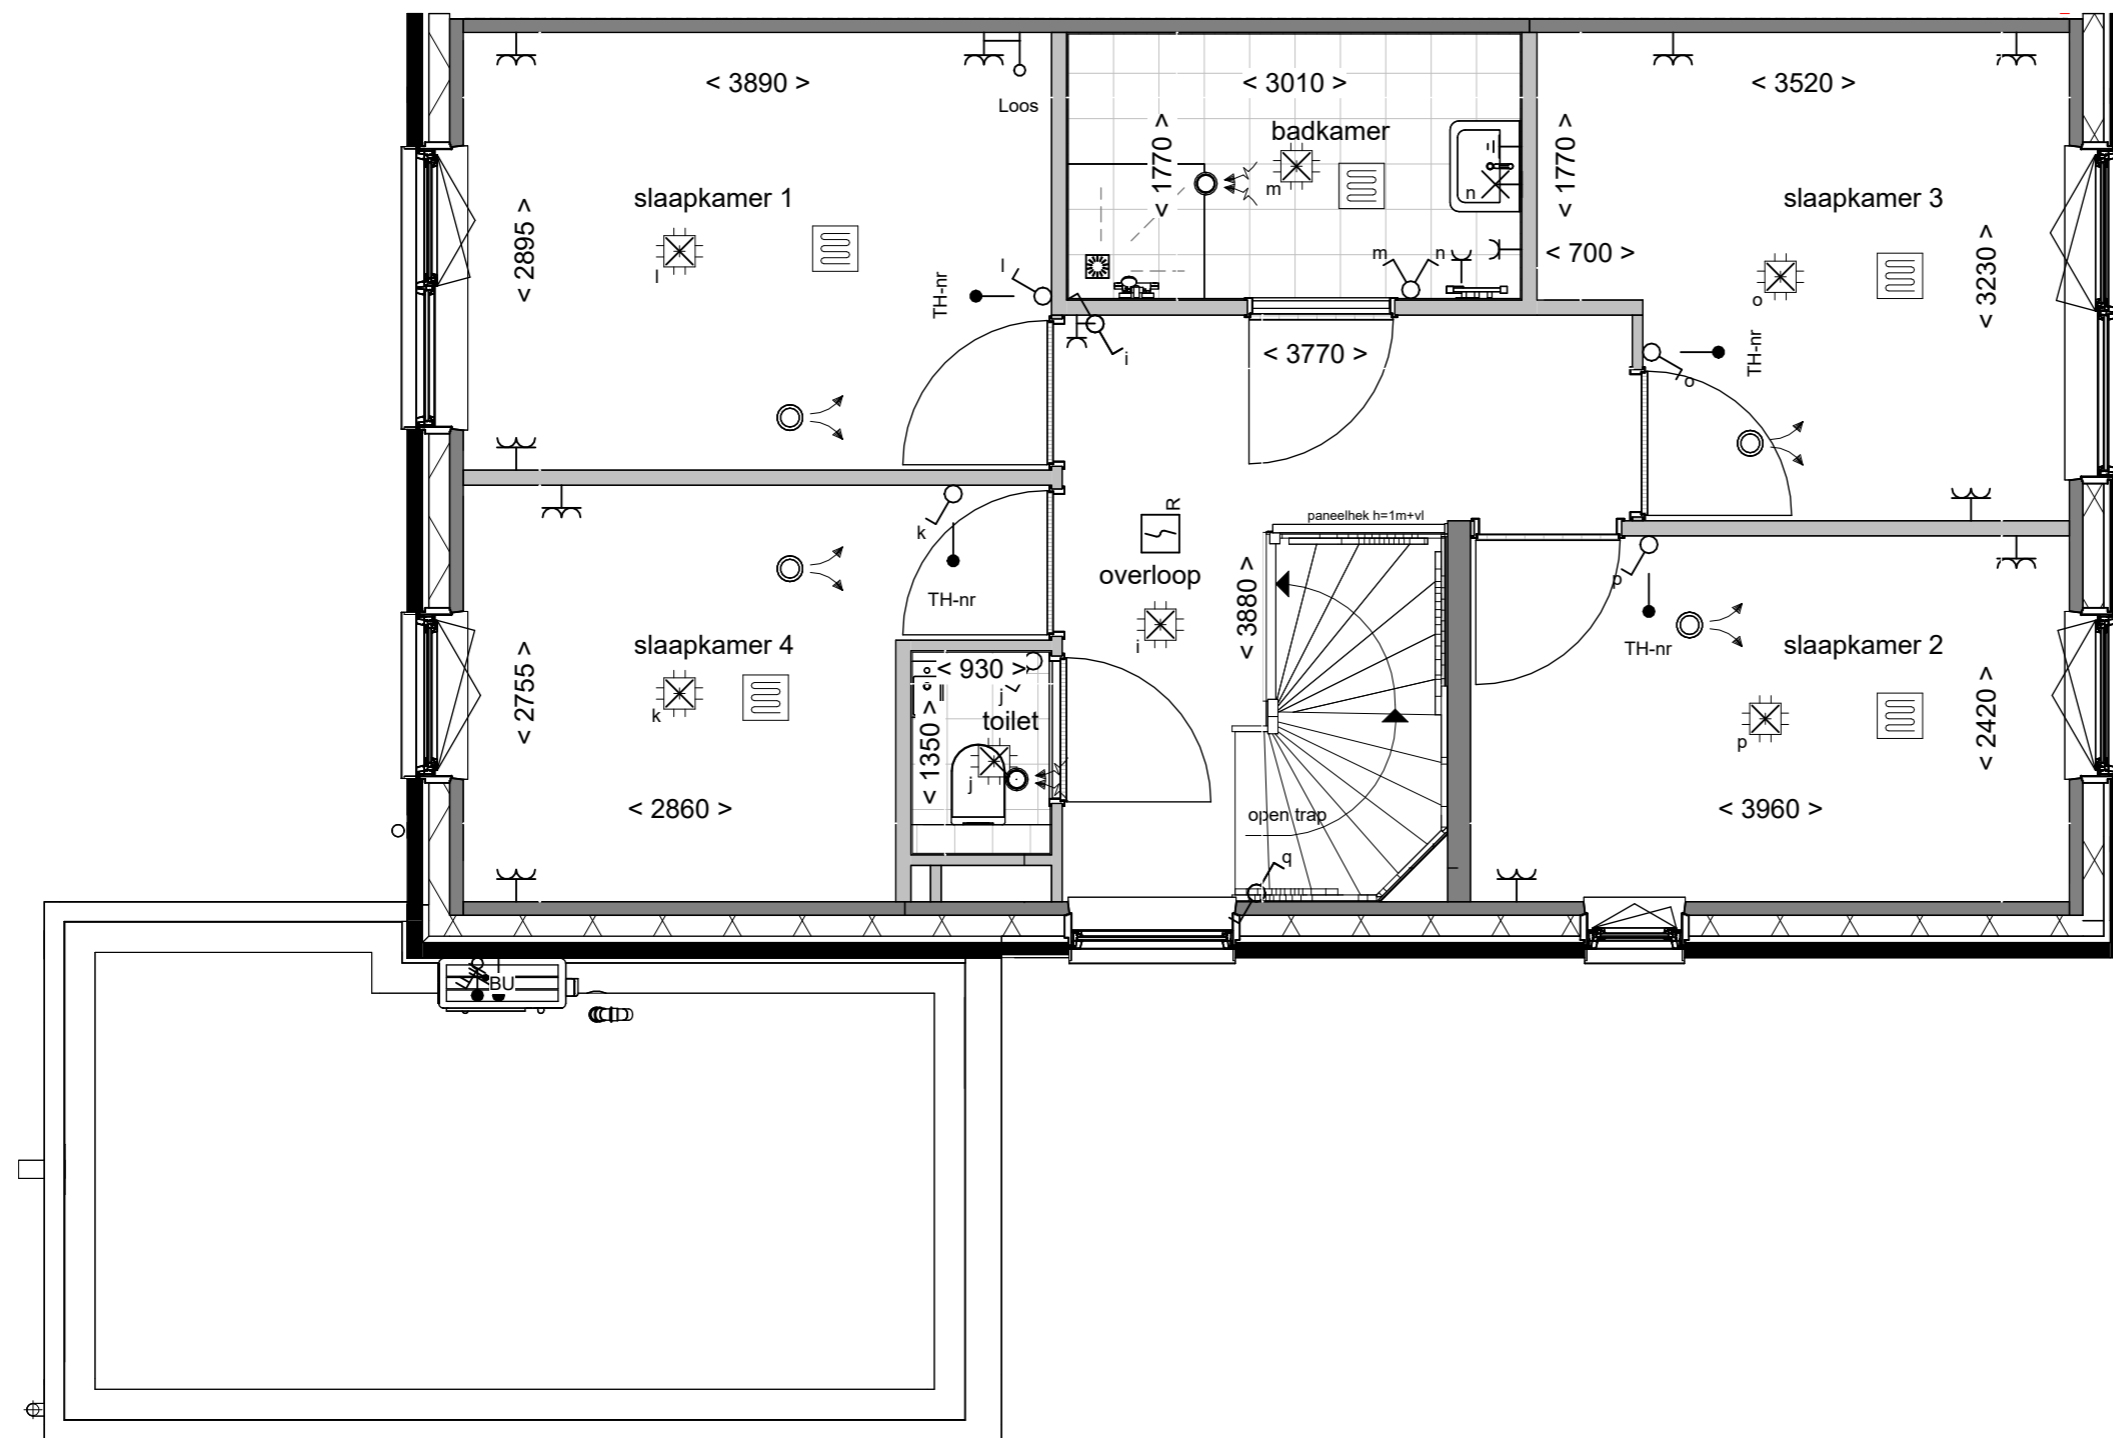 < 3890 >
Loos
slaapkamer 1
< 2895 >
l
TH-nr
l
< 3010 >
badkamer
< 1770 >
m
n
m
n
< 1770 >
< 700 >
< 3520 >
slaapkamer 3
o
TH-nr
o
< 3230 >
i
< 3770 >
k
TH-nr
slaapkamer 4
< 2755 >
k
< 2860 >
< 930 >
j
toilet
< 1350 >
j
R
overloop
i
< 3880 >
paneelhek h=1m+vl
open trap
q
p
TH-nr
slaapkamer 2
p
< 2420 >
< 3960 >
BU